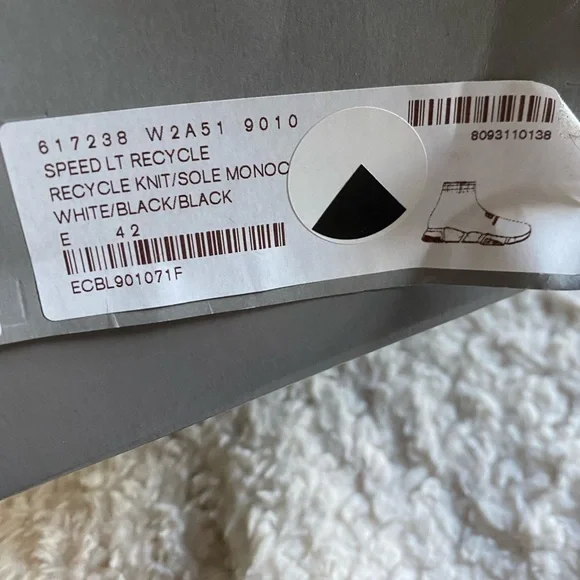 617238 W2A51 9010
SPEED LT RECYCLE
RECYCLE KNIT/SOLE MONOC
WHITE/BLACK/BLACK
E 42
ECBL901071F
8093110138